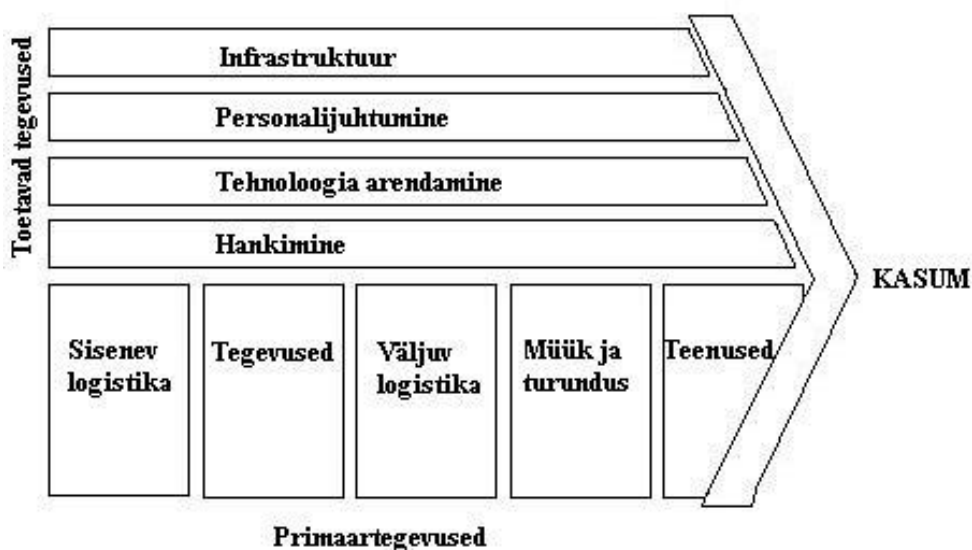 Toetavad tegevused
Infrastruktuur
Personalijuhtumine
Tehnoloogia arendamine
Hankimine
KASUM
Sisenev
logistika
Tegevused
Väljuv
logistika
Müük ja
turundus
Teenused
Primaartegevused